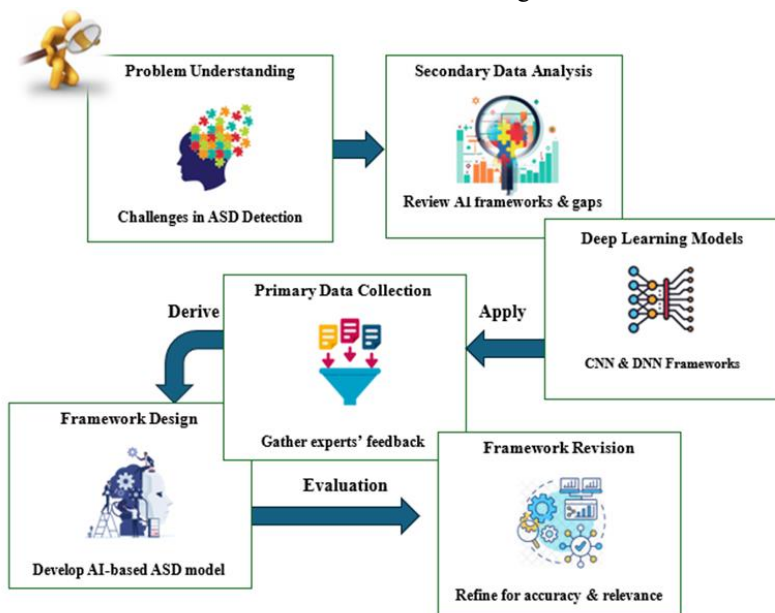 Problem Understanding
Challenges in ASD Detection
Secondary Data Analysis
Review AI frameworks & gaps
Deep Learning Models
CNN & DNN Frameworks
Apply
Primary Data Collection
Gather experts’ feedback
Derive
Framework Design
Develop AI-based ASD model
Evaluation
Framework Revision
Refine for accuracy & relevance